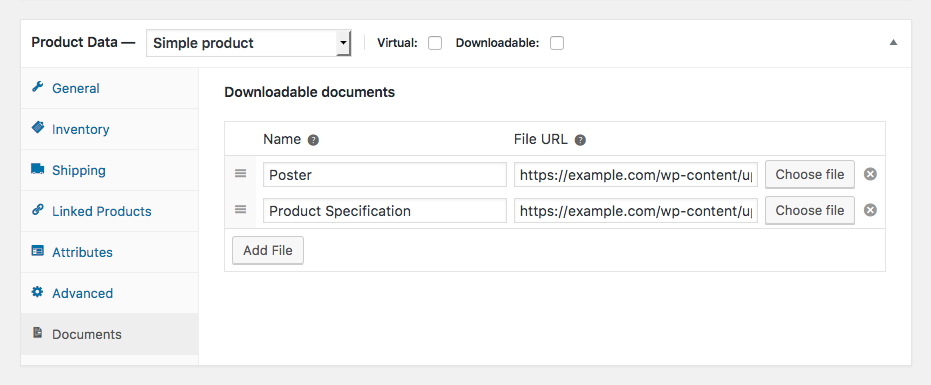 Product Data — Simple product Virtual: Downloadable:
General
Inventory
Shipping
Linked Products
Attributes
Advanced
Documents
Downloadable documents
Name ? File URL ?
Poster https://example.com/wp-content/up Choose file
Product Specification https://example.com/wp-content/up Choose file
Add File